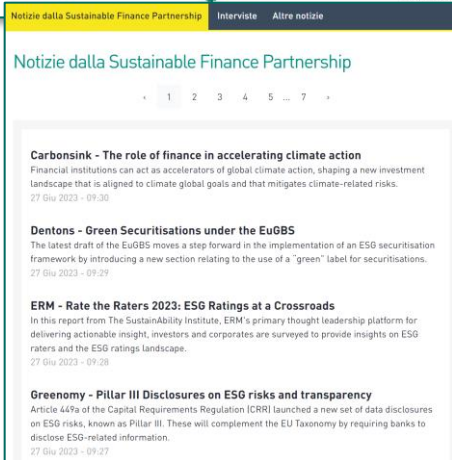 Notizie dalla Sustainable Finance Partnership Interviste Altre notizie
Notizie dalla Sustainable Finance Partnership
‹ 1 2 3 4 5 ... 7 ›
Carbonsink - The role of finance in accelerating climate action
Financial institutions can act as accelerators of global climate action, shaping a new investment
landscape that is aligned to climate global goals and that mitigates climate-related risks.
27 Giu 2023 - 09:30
Dentons - Green Securitisations under the EuGBS
The latest draft of the EuGBS moves a step forward in the implementation of an ESG securitisation
framework by introducing a new section relating to the use of a "green" label for securitisations.
27 Giu 2023 - 09:29
ERM - Rate the Raters 2023: ESG Ratings at a Crossroads
In this report from The SustainAbility Institute, ERM's primary thought leadership platform for
delivering actionable insight, investors and corporates are surveyed to provide insights on ESG
raters and the ESG ratings landscape.
27 Giu 2023 - 09:28
Greenomy - Pillar III Disclosures on ESG risks and transparency
Article 449a of the Capital Requirements Regulation (CRR) launched a new set of data disclosures
on ESG risks, known as Pillar III. These will complement the EU Taxonomy by requiring banks to
disclose ESG-related information.
27 Giu 2023 - 09:27